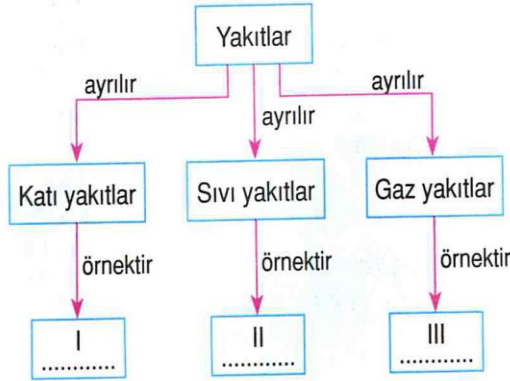 Yakıtlar
ayrılır
ayrılır
ayrılır
Katı yakıtlar
Sıvı yakıtlar
Gaz yakıtlar
örnektir
örnektir
örnektir
I
............
II
............
III
............